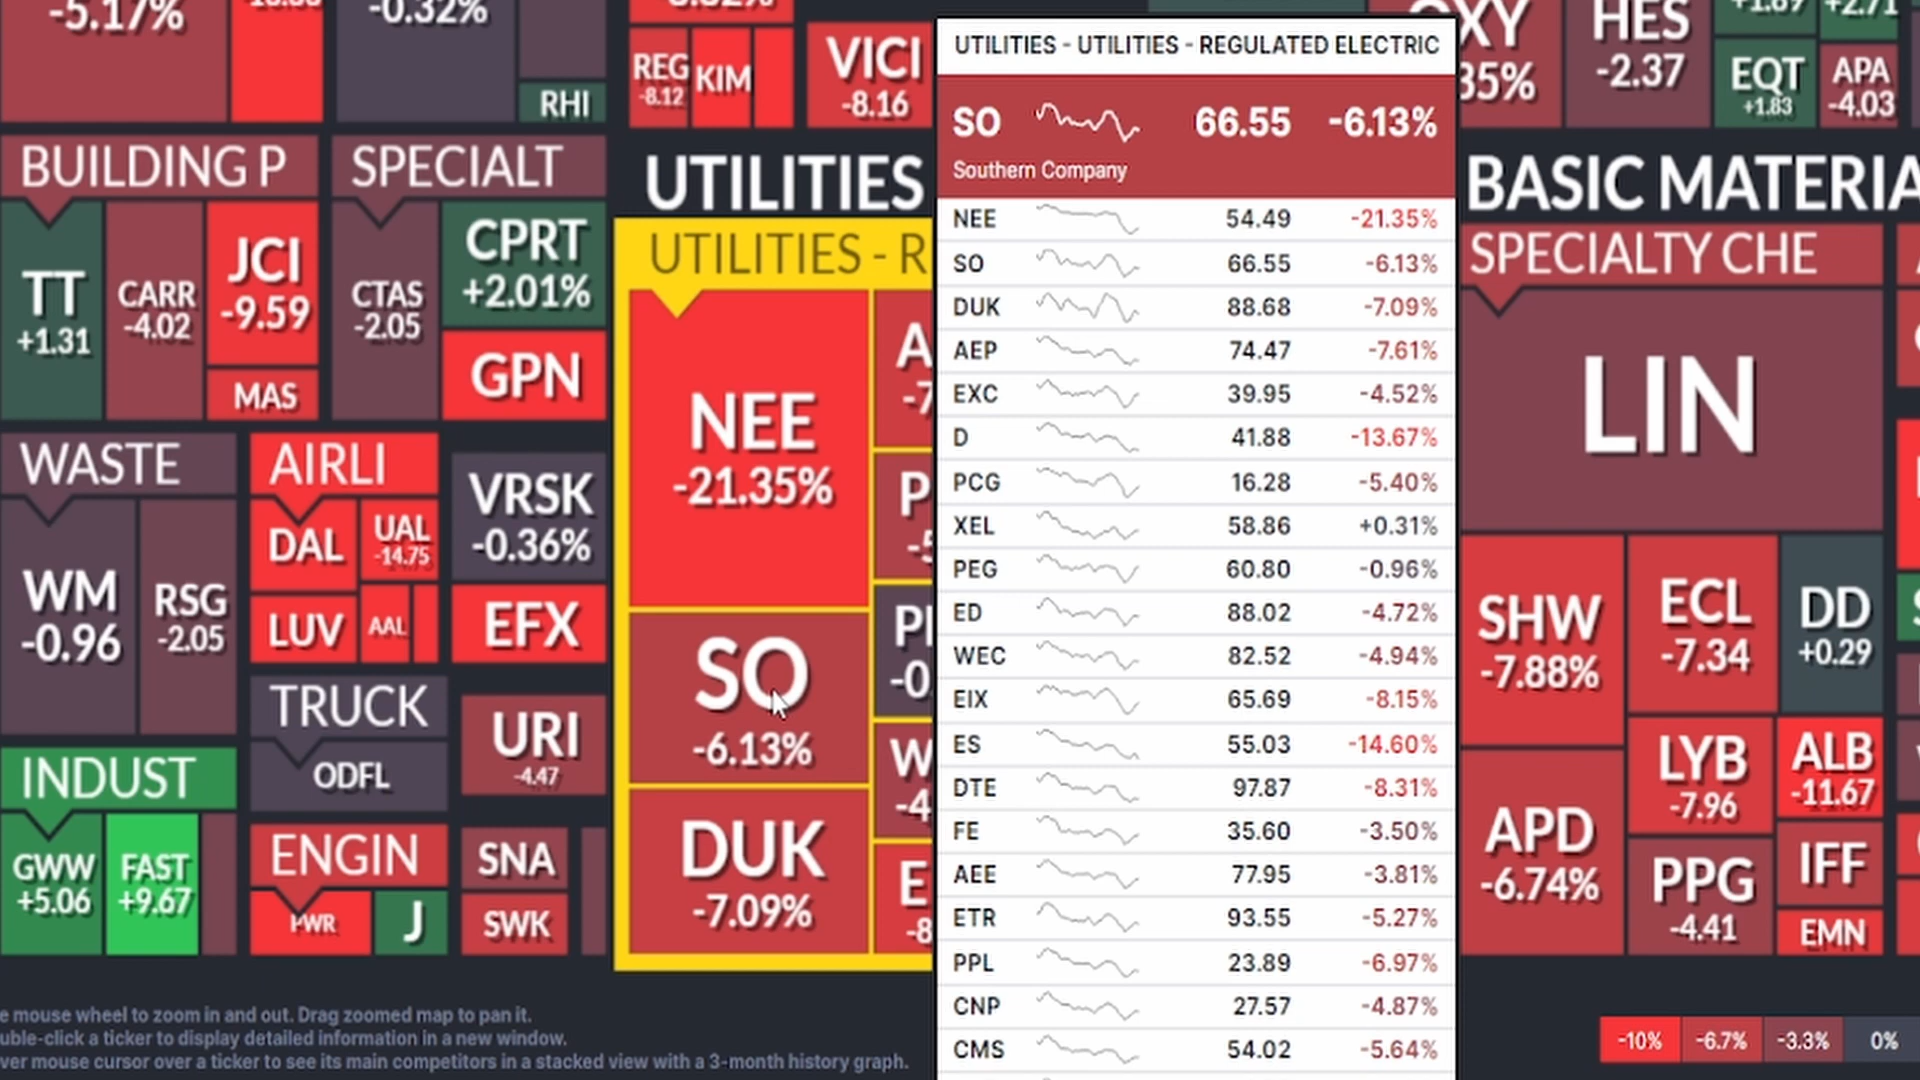 -5.17%
-0.32%
RHI
REG
-8.12
KIM
VICI
-8.16
HES
-2.37
EQT
+1.83
+2.71
APA
-4.03
BUILDING P
TT
+1.31
CARR
-4.02
JCI
-9.59
MAS
SPECIALT
CTAS
-2.05
CPRT
+2.01%
GPN
WASTE
WM
-0.96
RSG
-2.05
AIRLI
DAL
UAL
-14.75
LUV
AAL
VRSK
-0.36%
EFX
TRUCK
ODFL
URI
-4.47
INDUST
GWW
+5.06
FAST
+9.67
ENGIN
PWR
J
SNA
SWK
UTILITIES
UTILITIES - R
NEE
-21.35%
SO
-6.13%
DUK
-7.09%
UTILITIES - UTILITIES - REGULATED ELECTRIC
SO 66.55 -6.13%
Southern Company
NEE 54.49 -21.35%
SO 66.55 -6.13%
DUK 88.68 -7.09%
AEP 74.47 -7.61%
EXC 39.95 -4.52%
D 41.88 -13.67%
PCG 16.28 -5.40%
XEL 58.86 +0.31%
PEG 60.80 -0.96%
ED 88.02 -4.72%
WEC 82.52 -4.94%
EIX 65.69 -8.15%
ES 55.03 -14.60%
DTE 97.87 -8.31%
FE 35.60 -3.50%
AEE 77.95 -3.81%
ETR 93.55 -5.27%
PPL 23.89 -6.97%
CNP 27.57 -4.87%
CMS 54.02 -5.64%
BASIC MATERIA
SPECIALTY CHE
LIN
SHW
-7.88%
ECL
-7.34
DD
+0.29
APD
-6.74%
LYB
-7.96
ALB
-11.67
PPG
-4.41
IFF
EMN
e mouse wheel to zoom in and out. Drag zoomed map to pan it.
uble-click a ticker to display detailed information in a new window.
ver mouse cursor over a ticker to see its main competitors in a stacked view with a 3-month history graph.
-10% -6.7% -3.3% 0%